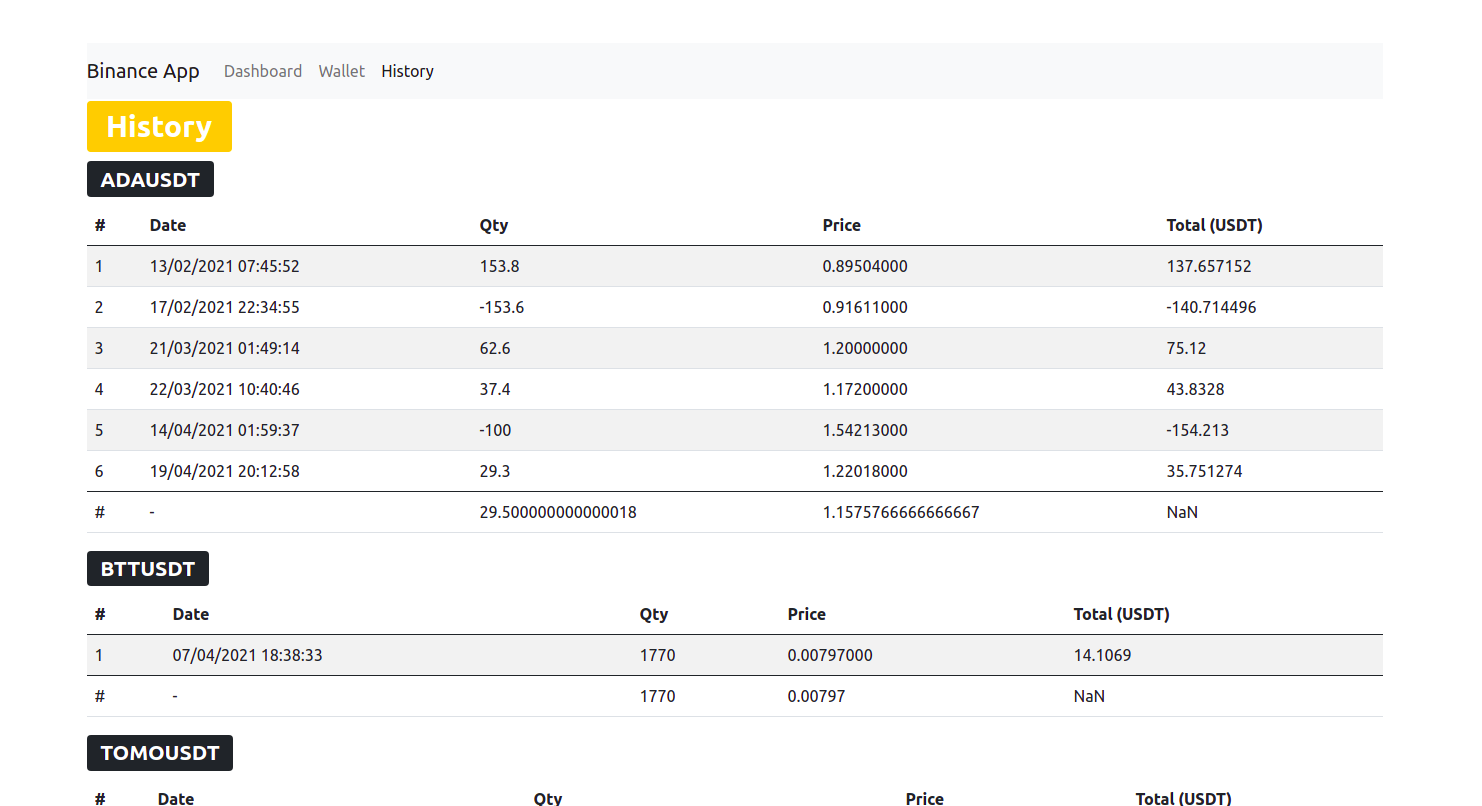 Binance App Dashboard Wallet History
History
ADAUSDT
# Date Qty Price Total (USDT)
1 13/02/2021 07:45:52 153.8 0.89504000 137.657152
2 17/02/2021 22:34:55 -153.6 0.91611000 -140.714496
3 21/03/2021 01:49:14 62.6 1.20000000 75.12
4 22/03/2021 10:40:46 37.4 1.17200000 43.8328
5 14/04/2021 01:59:37 -100 1.54213000 -154.213
6 19/04/2021 20:12:58 29.3 1.22018000 35.751274
# - 29.500000000000018 1.1575766666666667 NaN
BTTUSDT
# Date Qty Price Total (USDT)
1 07/04/2021 18:38:33 1770 0.00797000 14.1069
# - 1770 0.00797 NaN
TOMOUSDT
# Date Qty Price Total (USDT)